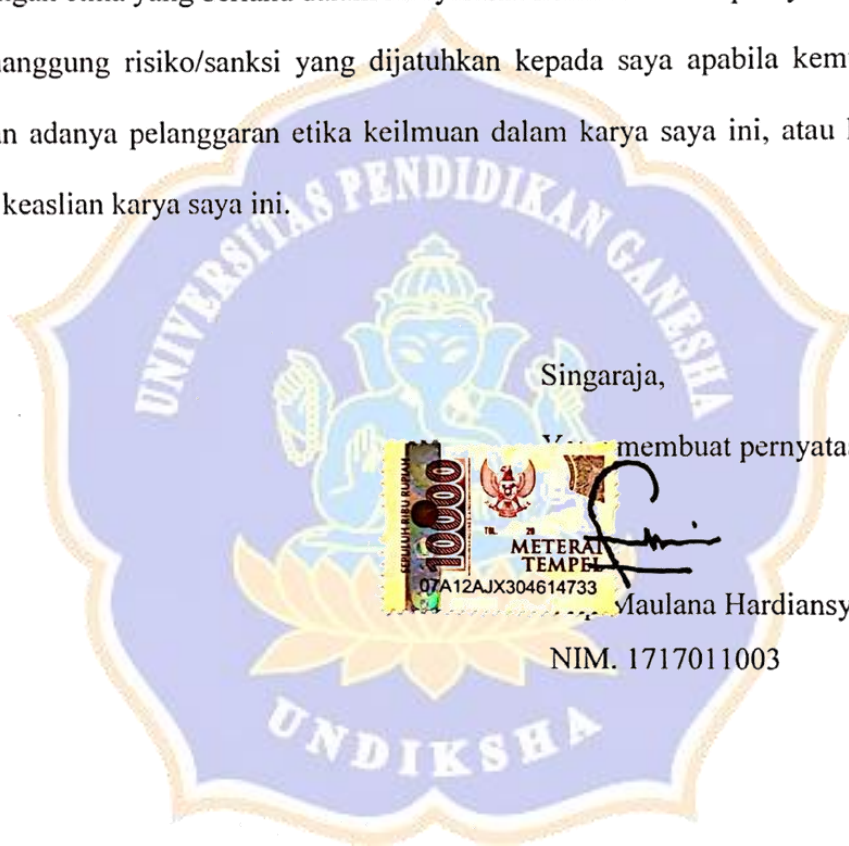 anggung risiko/sanksi yang dijatuhkan kepada saya apabila kem
n adanya pelanggaran etika keilmuan dalam karya saya ini, atau
keaslian karya saya ini.
UNIVERSITAS PENDIDIKAN GANESHA
Singaraja,
membuat pernyata
SEPULUH RIBU RUPIAH
10000
TGL. 20
METERAI
TEMPEL
07A12AJX304614733
Maulana Hardiansy
NIM. 1717011003
UNDIKSHA